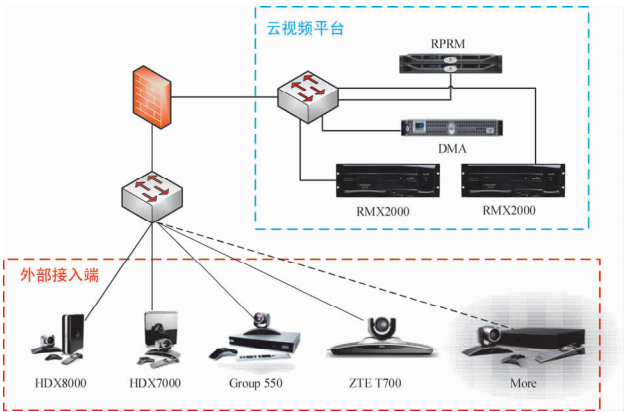 云视频平台
RPRM
DMA
RMX2000
RMX2000
外部接入端
HDX8000
HDX7000
Group 550
ZTE T700
More